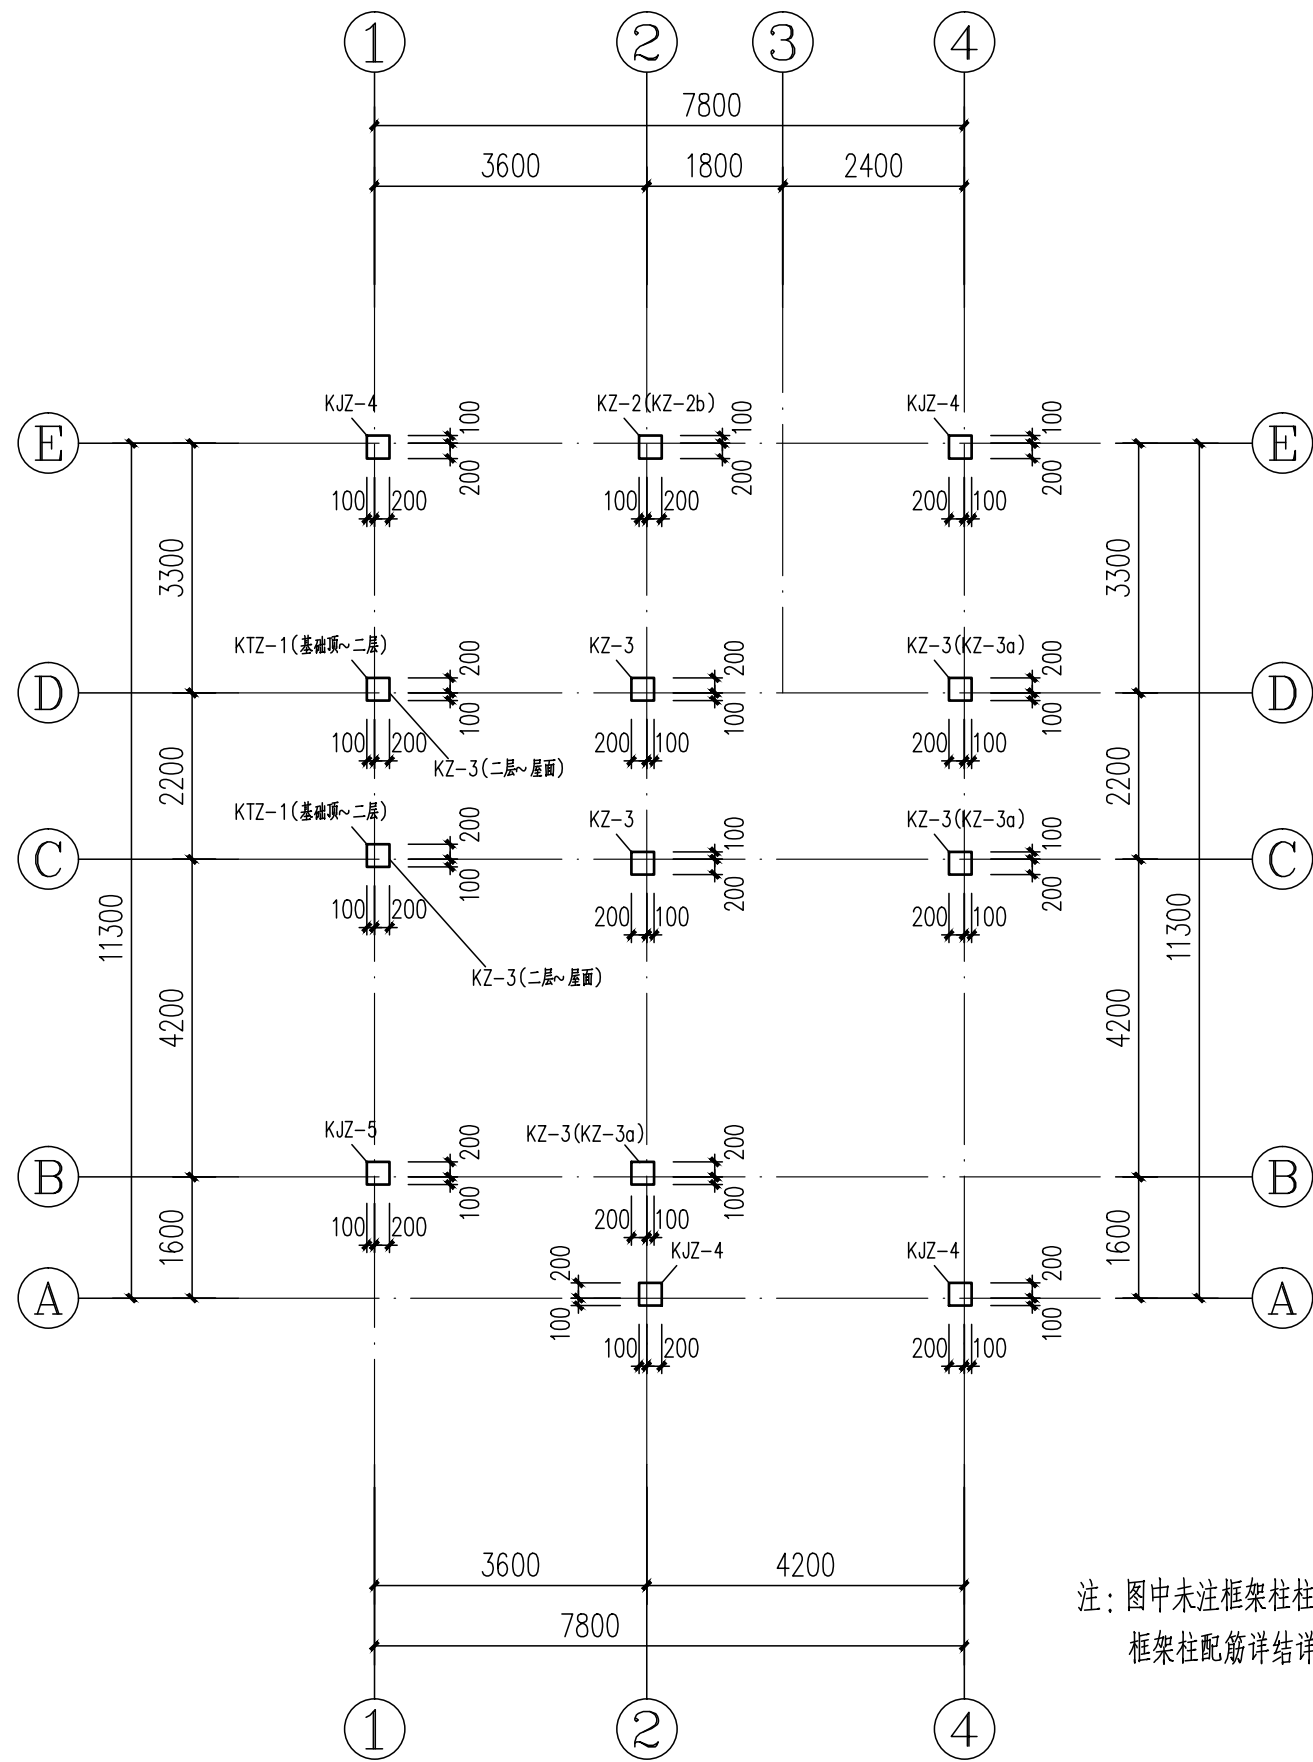 1 2 3 4
7800
3600 1800 2400
KJZ-4 KZ-2(KZ-2b) KJZ-4
100 100 100
E E
200 200 200
100 200 100 200 200 100
3300 3300
KTZ-1(基础顶~二层) KZ-3 KZ-3(KZ-3a)
200 200 200
D D
100 100 100
100 200 200 100 200 100
KZ-3(二层~屋面)
2200 2200
KTZ-1(基础顶~二层) KZ-3 KZ-3(KZ-3a)
200 100 100
C C
100 200 200
100 200 200 100 200 100
11300 11300
KZ-3(二层~屋面)
4200 4200
KJZ-5 KZ-3(KZ-3a)
200 200
B B
100 100
100 200 200 100
1600 1600
KJZ-4 KJZ-4
200 200
A A
100 100
100 200 200 100
3600 4200
7800
注：图中未注框架柱柱
框架柱配筋详结详
1 2 4